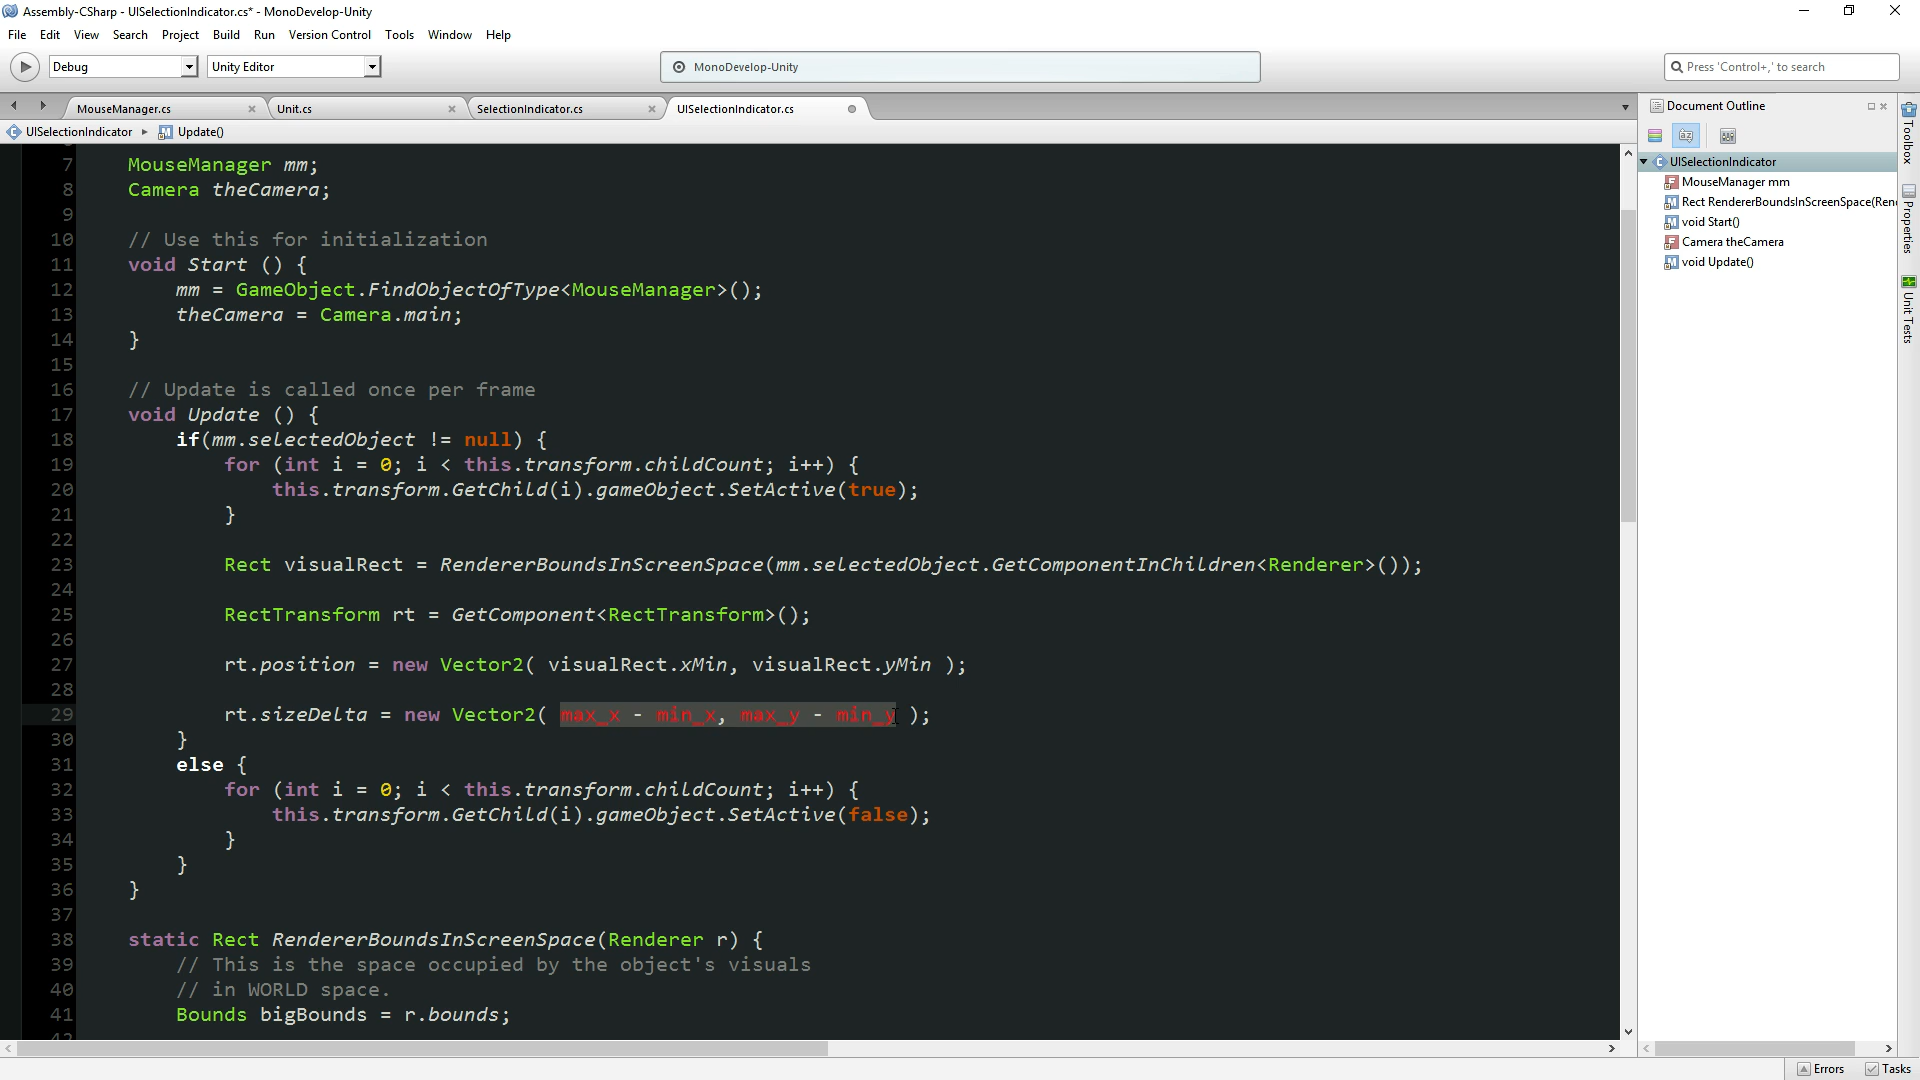 Assembly-CSharp - UISelectionIndicator.cs* - MonoDevelop-Unity
File Edit View Search Project Build Run Version Control Tools Window Help
Debug Unity Editor MonoDevelop-Unity Press 'Control+,' to search
MouseManager.cs Unit.cs SelectionIndicator.cs UISelectionIndicator.cs
UISelectionIndicator Update()
7 MouseManager mm;
8 Camera theCamera;
9
10 // Use this for initialization
11 void Start () {
12 mm = GameObject.FindObjectOfType<MouseManager>();
13 theCamera = Camera.main;
14 }
15
16 // Update is called once per frame
17 void Update () {
18 if(mm.selectedObject != null) {
19 for (int i = 0; i < this.transform.childCount; i++) {
20 this.transform.GetChild(i).gameObject.SetActive(true);
21 }
22
23 Rect visualRect = RendererBoundsInScreenSpace(mm.selectedObject.GetComponentInChildren<Renderer>());
24
25 RectTransform rt = GetComponent<RectTransform>();
26
27 rt.position = new Vector2( visualRect.xMin, visualRect.yMin );
28
29 rt.sizeDelta = new Vector2( max_x - min_x, max_y - min_y );
30 }
31 else {
32 for (int i = 0; i < this.transform.childCount; i++) {
33 this.transform.GetChild(i).gameObject.SetActive(false);
34 }
35 }
36 }
37
38 static Rect RendererBoundsInScreenSpace(Renderer r) {
39 // This is the space occupied by the object's visuals
40 // in WORLD space.
41 Bounds bigBounds = r.bounds;
Document Outline
UISelectionIndicator
MouseManager mm
Rect RendererBoundsInScreenSpace(Ren
void Start()
Camera theCamera
void Update()
Toolbox
Properties
Unit Tests
Errors Tasks